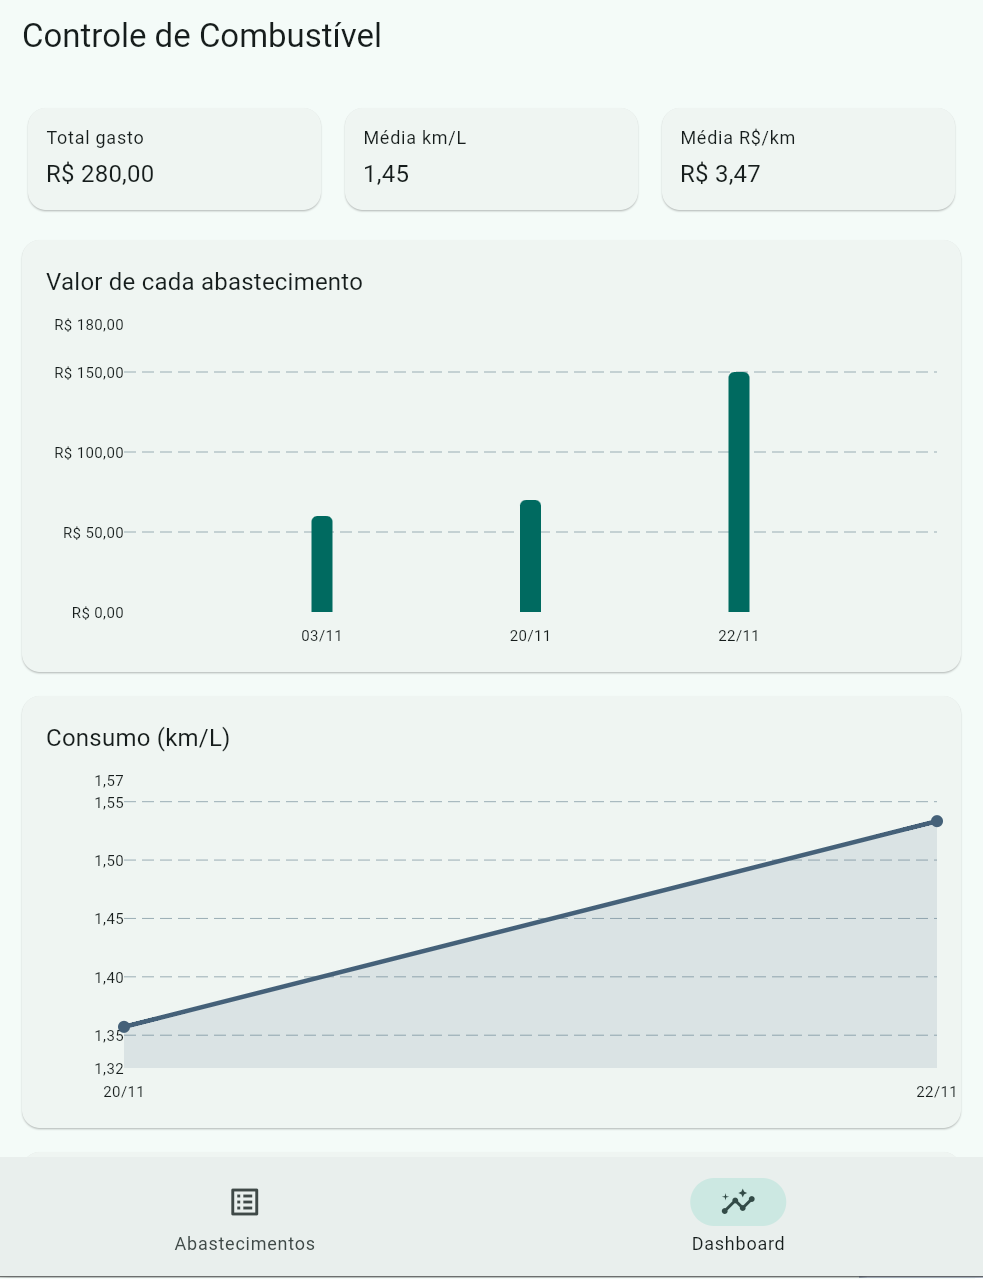 Controle de Combustível
Total gasto
R$ 280,00
Média km/L
1,45
Média R$/km
R$ 3,47
Valor de cada abastecimento
R$ 180,00
R$ 150,00
R$ 100,00
R$ 50,00
R$ 0,00
03/11
20/11
22/11
Consumo (km/L)
1,57
1,55
1,50
1,45
1,40
1,35
1,32
20/11
22/11
Abastecimentos
Dashboard